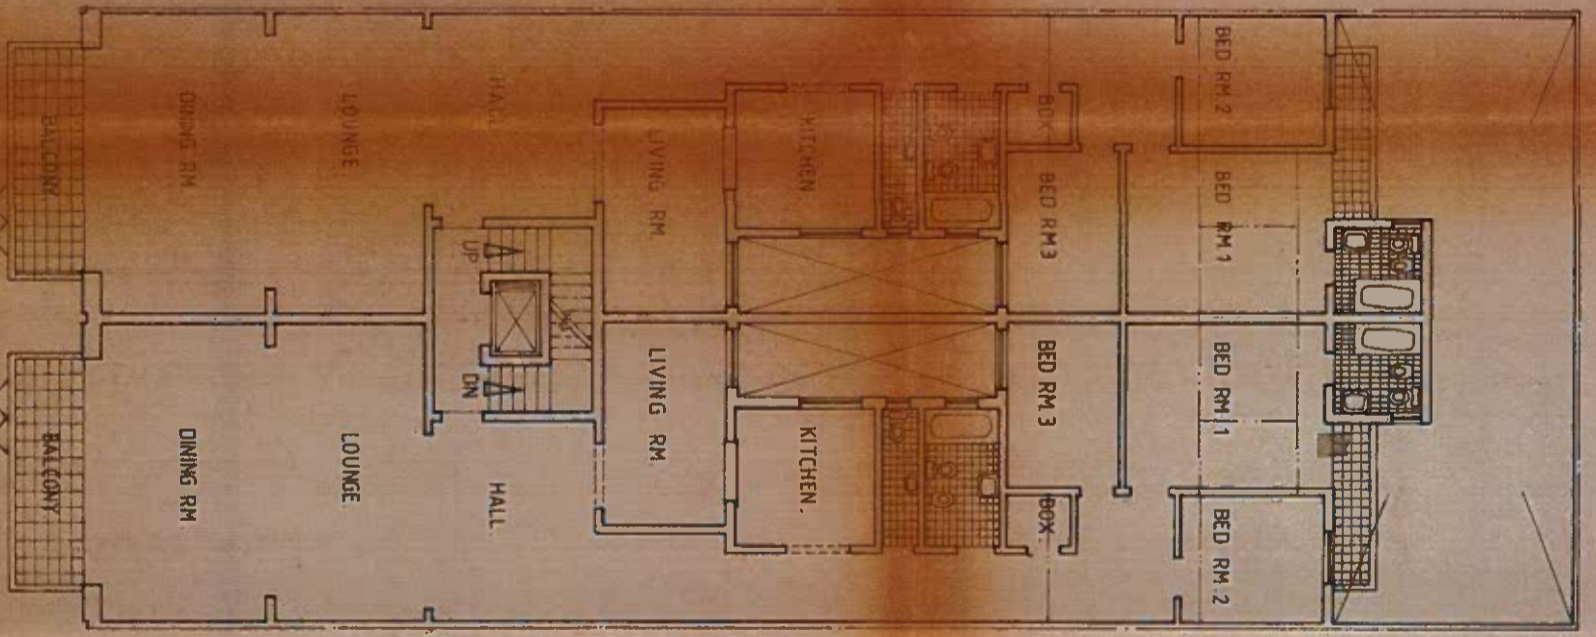 BALCONY.
DINING RM.
LOUNGE.
HALL.
LIVING RM.
KITCHEN.
BOX.
BED RM 3
BED RM 2
BED RM 1
UP
DN
BALCONY.
DINING RM.
LOUNGE.
HALL.
LIVING RM.
KITCHEN.
BED RM.3
BOX.
BED RM.1
BED RM.2